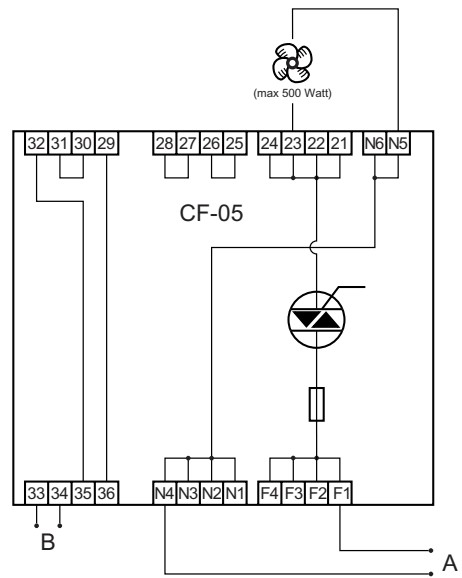 (max 500 Watt)
32 31 30 29 28 27 26 25 24 23 22 21 N6 N5
CF-05
33 34 35 36 N4 N3 N2 N1 F4 F3 F2 F1
B
A